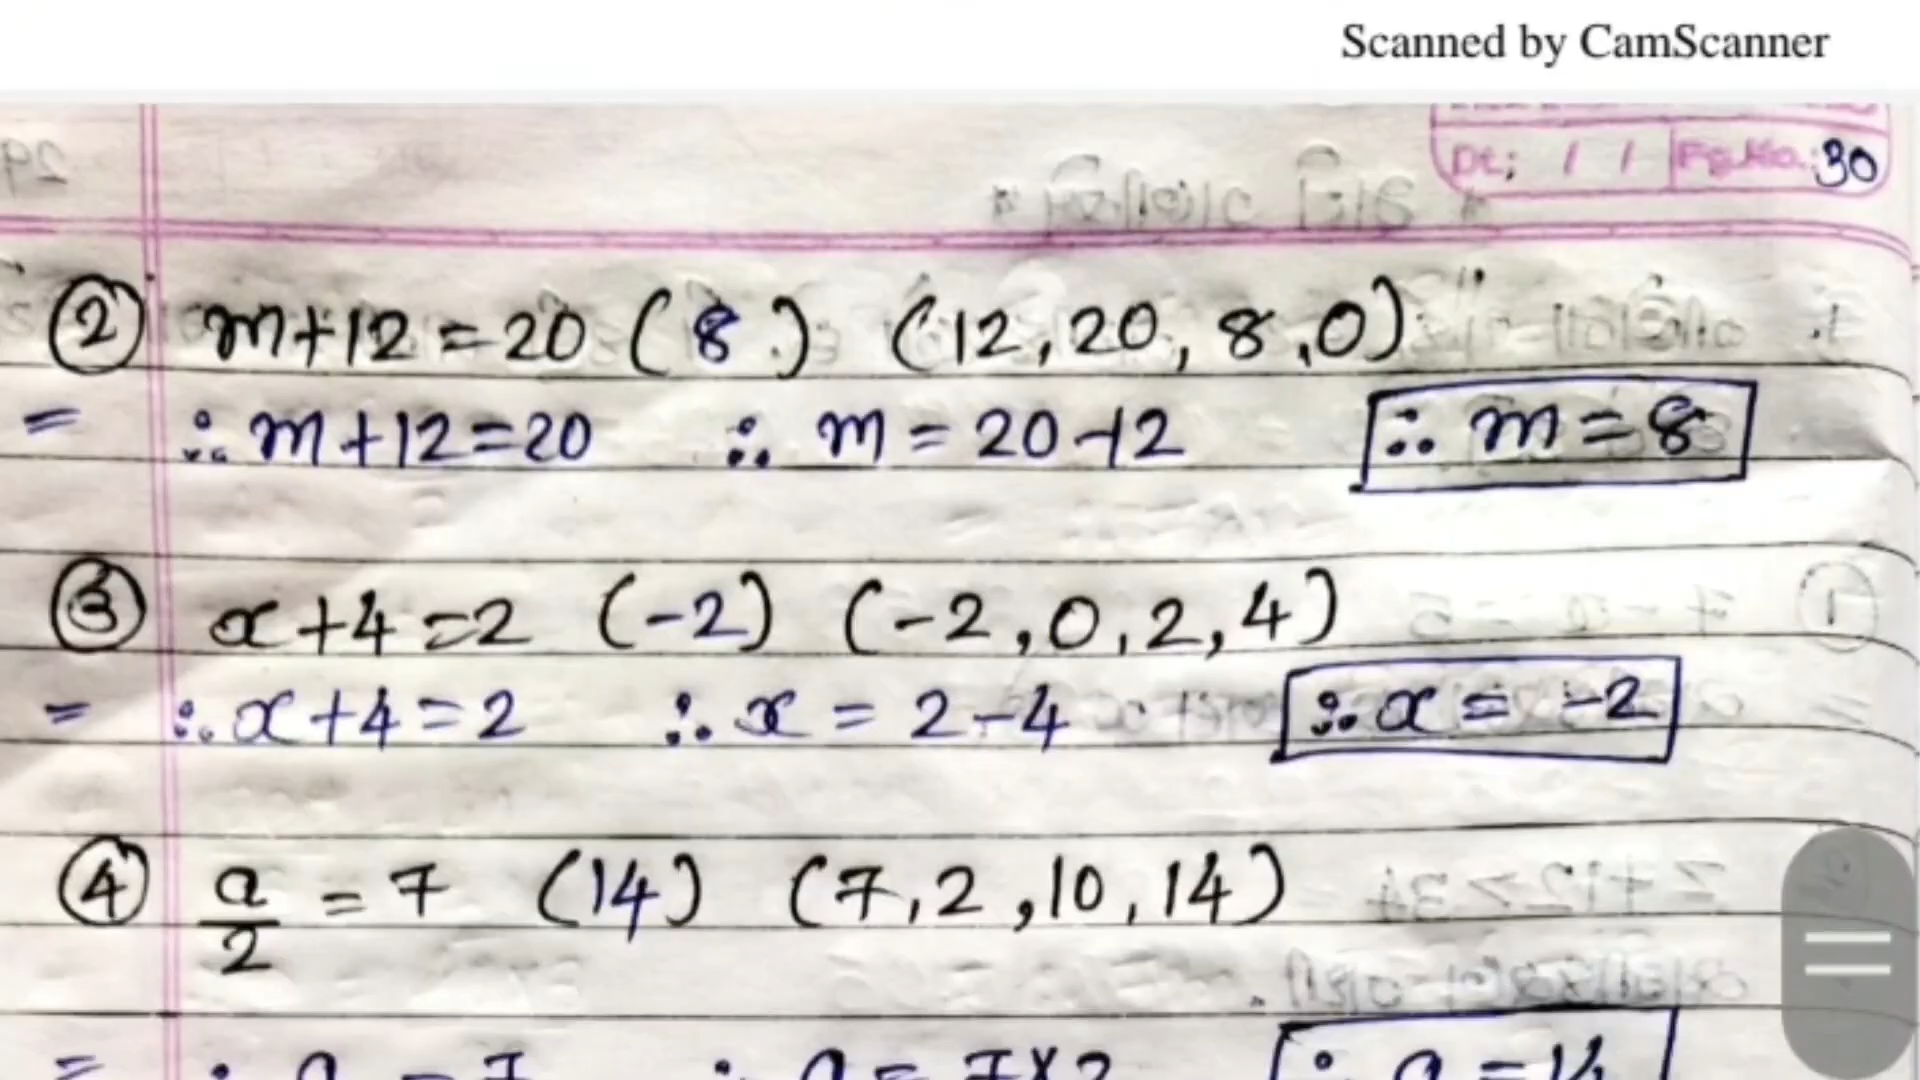 Scanned by CamScanner
Dt: / / Pg.No.: 30
② m+12=20 (8) (12, 20, 8, 0)
= ∴ m+12=20 ∴ m = 20-12 ∴ m = 8
③ x+4=2 (-2) (-2, 0, 2, 4)
= ∴ x+4=2 ∴ x = 2-4 ∴ x = -2
④ a/2 = 7 (14) (7, 2, 10, 14)